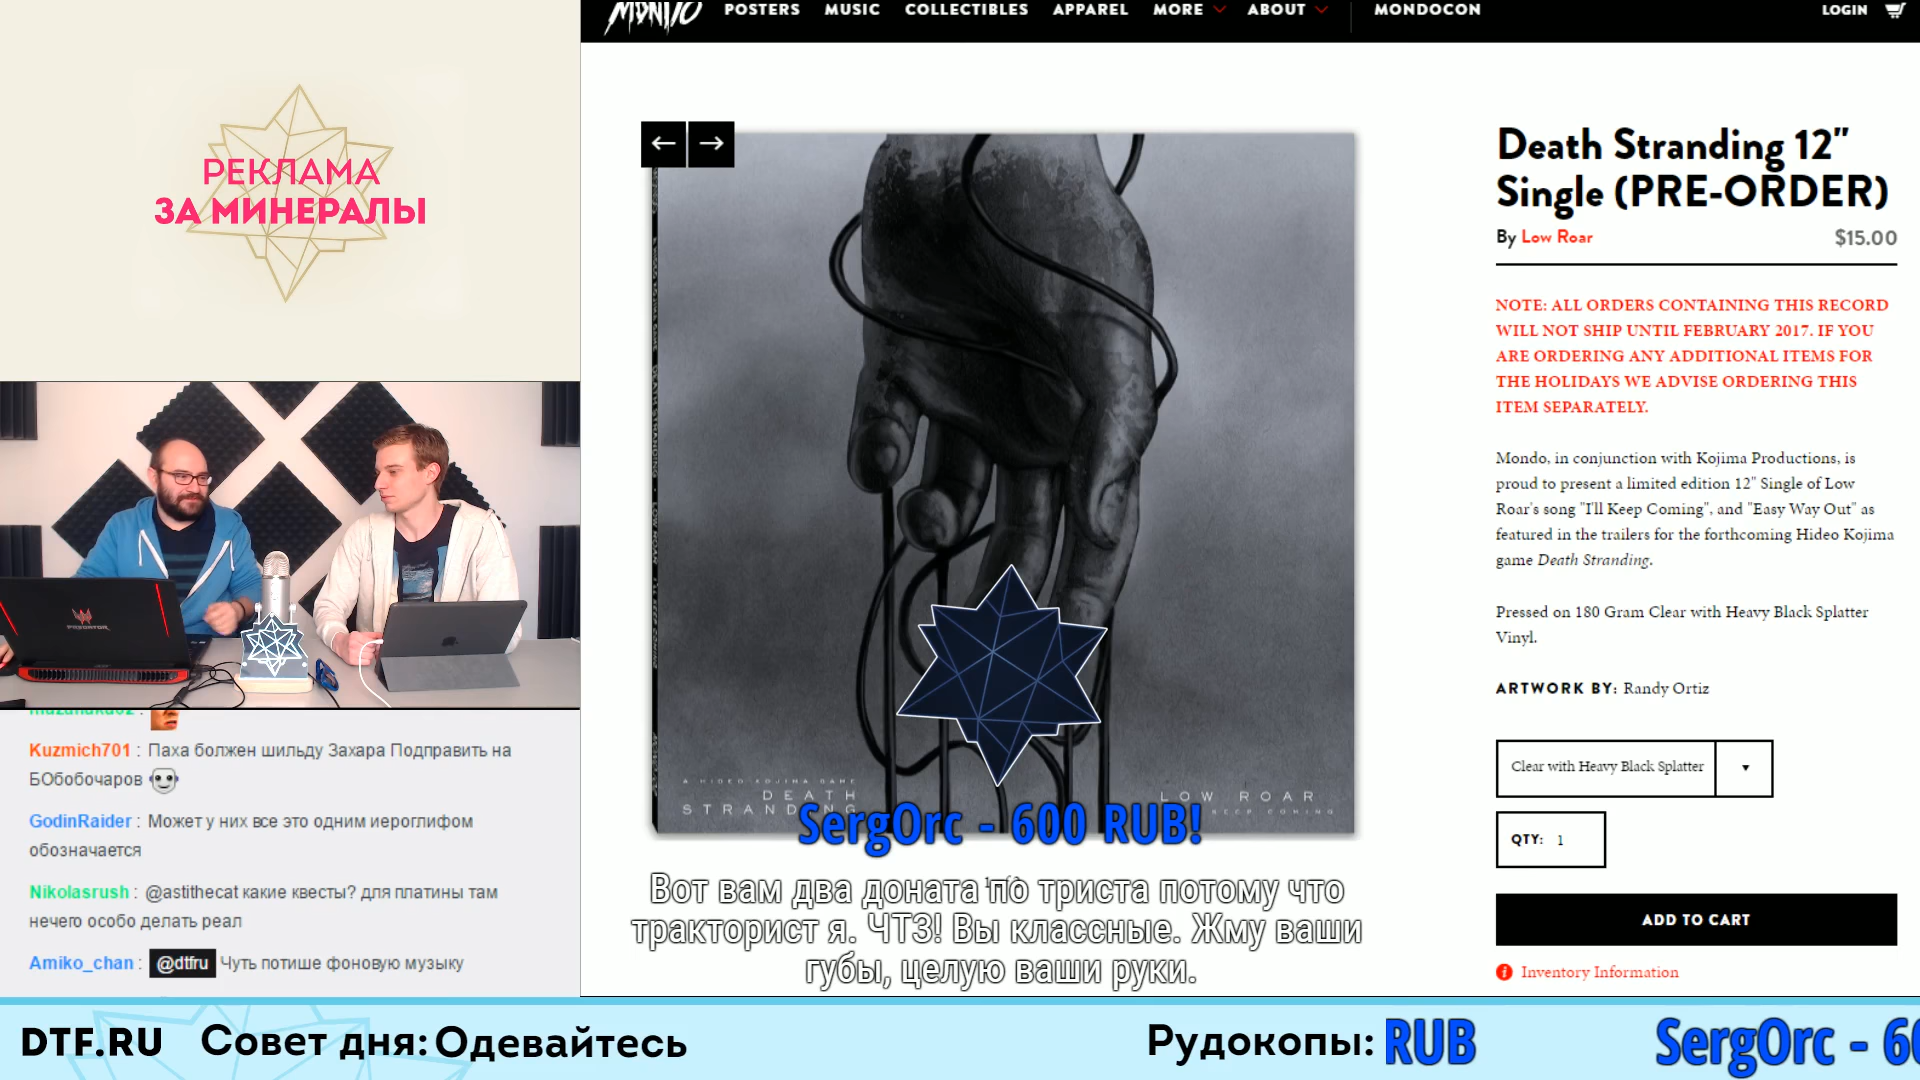 РЕКЛАМА
ЗА МИНЕРАЛЫ
MONDO
POSTERS MUSIC COLLECTIBLES APPAREL MORE ABOUT MONDOCON LOGIN
Death Stranding 12"
Single (PRE-ORDER)
By Low Roar $15.00
NOTE: ALL ORDERS CONTAINING THIS RECORD
WILL NOT SHIP UNTIL FEBRUARY 2017. IF YOU
ARE ORDERING ANY ADDITIONAL ITEMS FOR
THE HOLIDAYS WE ADVISE ORDERING THIS
ITEM SEPARATELY.
Mondo, in conjunction with Kojima Productions, is
proud to present a limited edition 12" Single of Low
Roar's song "I'll Keep Coming", and "Easy Way Out" as
featured in the trailers for the forthcoming Hideo Kojima
game Death Stranding.
Pressed on 180 Gram Clear with Heavy Black Splatter
Vinyl.
ARTWORK BY: Randy Ortiz
Clear with Heavy Black Splatter
QTY: 1
ADD TO CART
Inventory Information
A HIDEO KOJIMA GAME
DEATH
STRANDING
LOW ROAR
KEEP COMING
PREDATOR
SergOrc - 600 RUB!
Вот вам два доната по триста потому что
тракторист я. ЧТЗ! Вы классные. Жму ваши
губы, целую ваши руки.
Kuzmich701 : Паха болжен шильду Захара Подправить на
БОбобочаров
GodinRaider : Может у них все это одним иероглифом
обозначается
Nikolasrush : @astithecat какие квесты? для платины там
нечего особо делать реал
Amiko_chan : @dtfru Чуть потише фоновую музыку
DTF.RU Совет дня: Одевайтесь Рудокопы: RUB SergOrc - 60